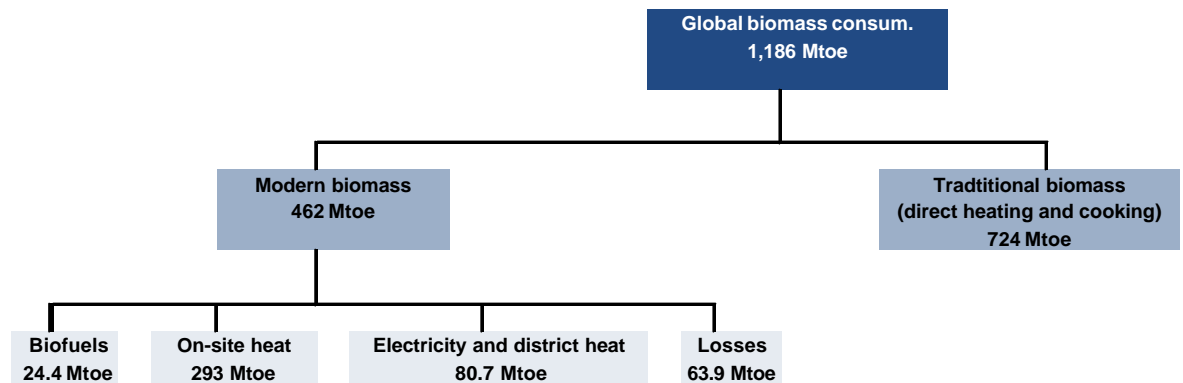 Global biomass consum.
1,186 Mtoe
Modern biomass
462 Mtoe
Tradtitional biomass
(direct heating and cooking)
724 Mtoe
Biofuels
24.4 Mtoe
On-site heat
293 Mtoe
Electricity and district heat
80.7 Mtoe
Losses
63.9 Mtoe